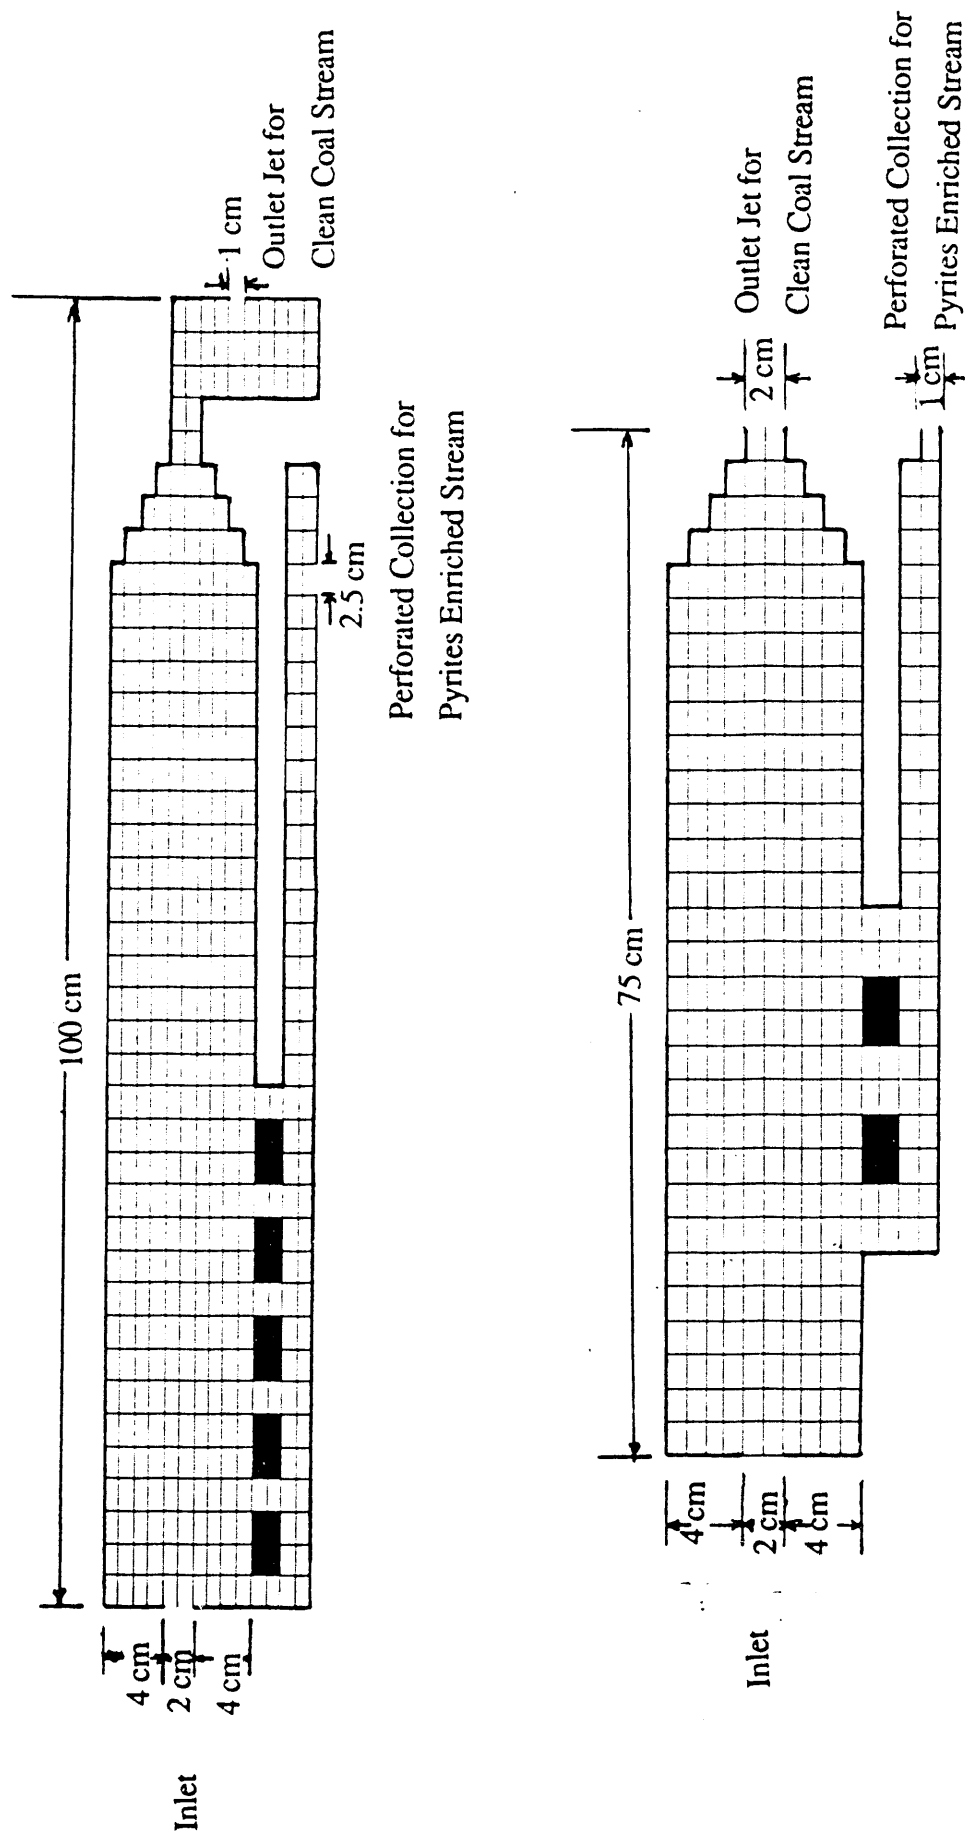 100 cm
4 cm
2 cm
4 cm
Inlet
1 cm
Outlet Jet for
Clean Coal Stream
2.5 cm
Perforated Collection for
Pyrites Enriched Stream
75 cm
4 cm
2 cm
4 cm
Inlet
2 cm
Outlet Jet for
Clean Coal Stream
1 cm
Perforated Collection for
Pyrites Enriched Stream